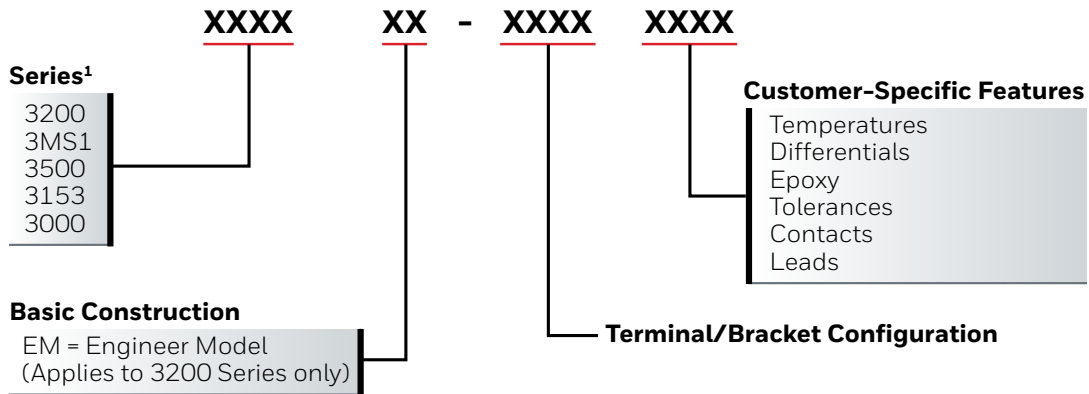 XXXX XX - XXXX XXXX
Series¹
3200
3MS1
3500
3153
3000
Customer-Specific Features
Temperatures
Differentials
Epoxy
Tolerances
Contacts
Leads
Basic Construction
EM = Engineer Model
(Applies to 3200 Series only)
Terminal/Bracket Configuration